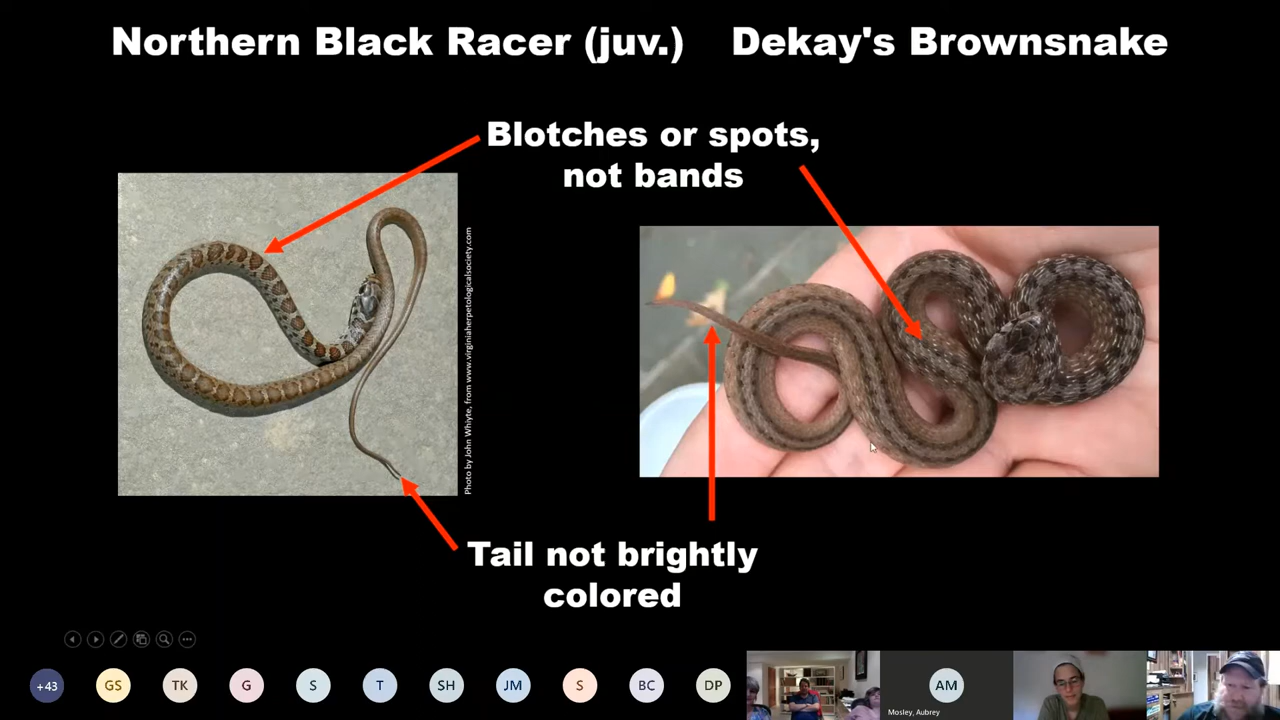 Northern Black Racer (juv.) Dekay's Brownsnake
Blotches or spots,
not bands
Photo by John Whiyte, from www.virginiaherpetologicalsociety.com
Tail not brightly
colored
+43 GS TK G S T SH JM S BC DP AM
Mosley, Aubrey